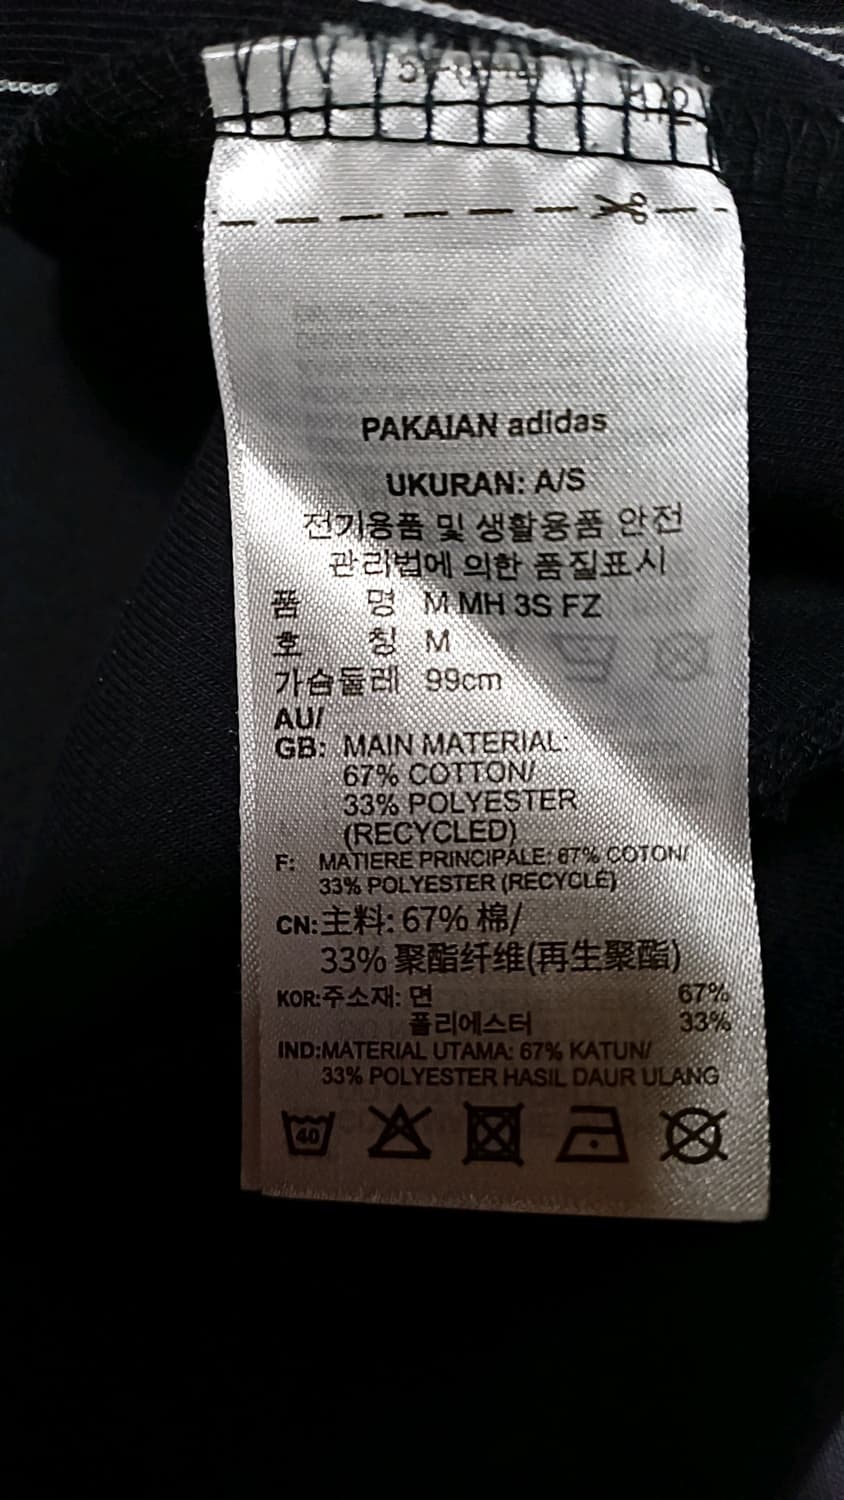 PAKAIAN adidas
UKURAN: A/S
전기용품 및 생활용품 안전
관리법에 의한 품질표시
품 명 M MH 3S FZ
호 칭 M
가슴둘레 99cm
AU/
GB: MAIN MATERIAL:
67% COTTON/
33% POLYESTER
(RECYCLED)
F: MATIERE PRINCIPALE: 67% COTON/
33% POLYESTER (RECYCLÉ)
CN:主料: 67% 棉/
33% 聚酯纤维(再生聚酯)
KOR:주소재: 면 67%
폴리에스터 33%
IND:MATERIAL UTAMA: 67% KATUN/
33% POLYESTER HASIL DAUR ULANG
40